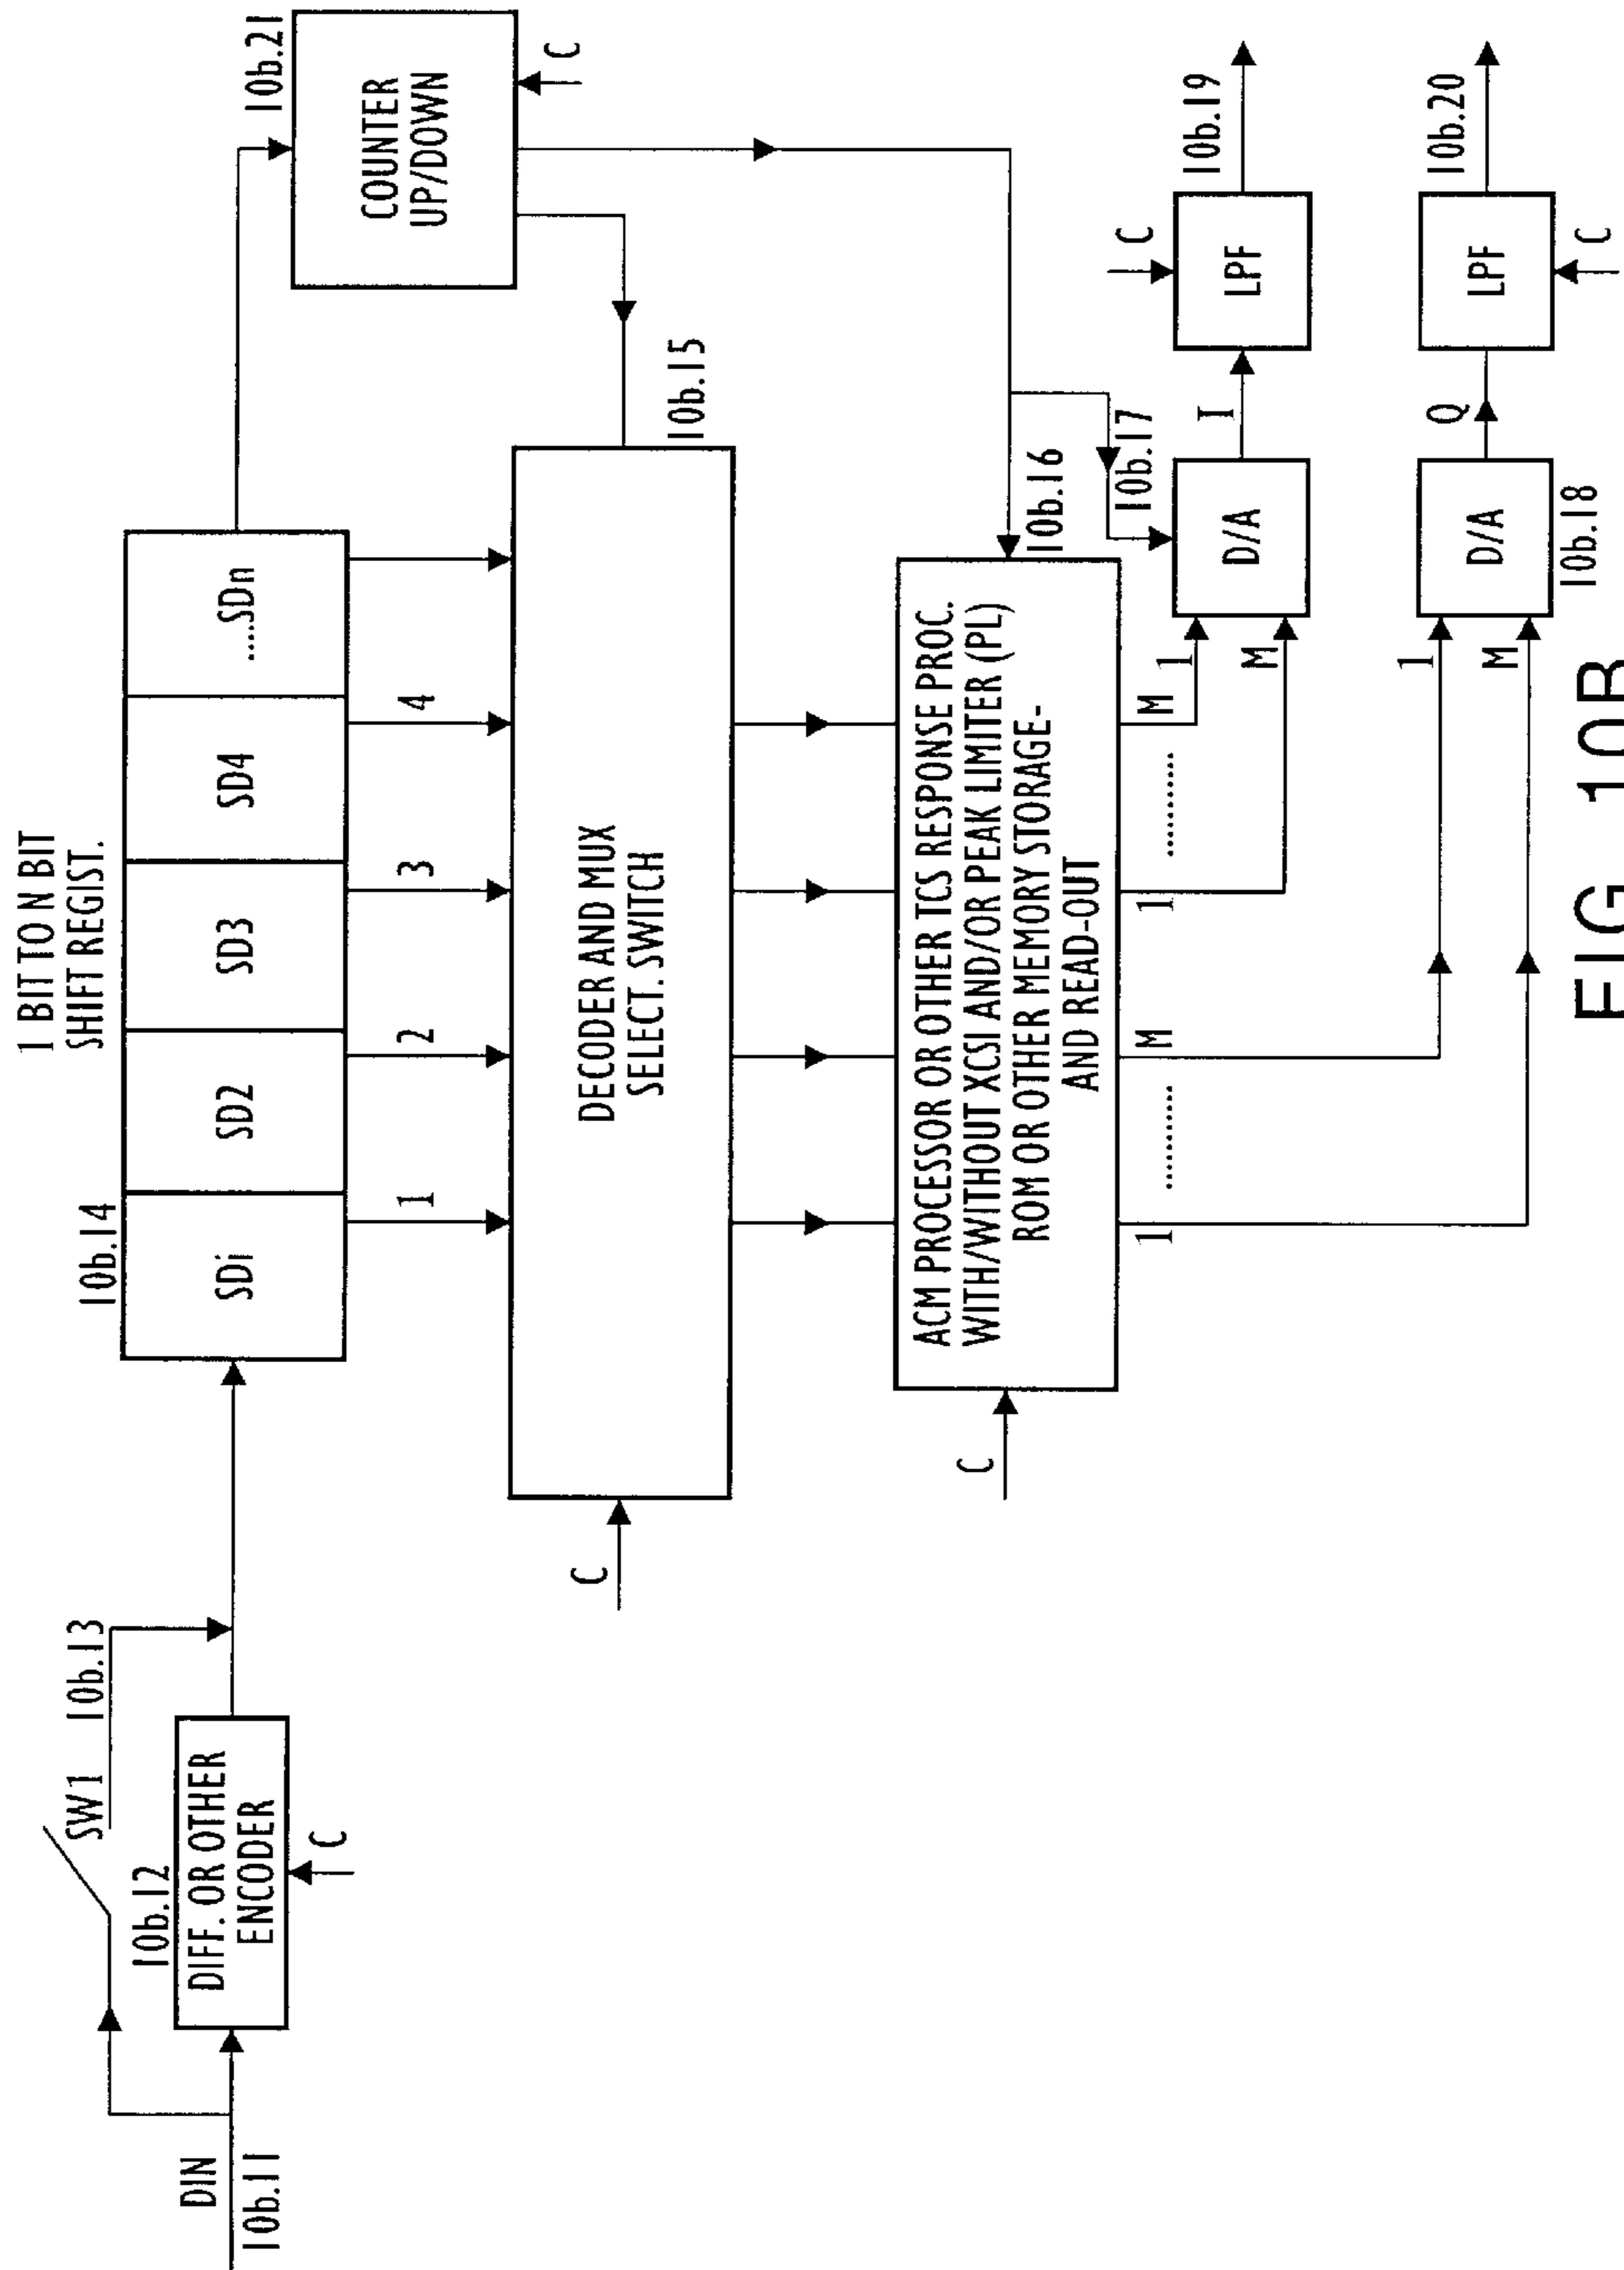 1 BIT TO N BIT
SHIFT REGIST.
10b.14
SDi
SD2
SD3
SD4
.....SDn
10b.21
COUNTER
UP/DOWN
C
SW1 10b.13
10b.12
DIFF. OR OTHER
ENCODER
C
DIN
10b.11
1
2
3
4
DECODER AND MUX
SELECT. SWITCH
10b.15
C
ACM PROCESSOR OR OTHER TCS RESPONSE PROC.
WITH/WITHOUT XCSI AND/OR PEAK LIMITER (PL)
ROM OR OTHER MEMORY STORAGE-
AND READ-OUT
10b.16
C
1 .......... M
1 .......... M
10b.17
1
M
D/A
I
C
LPF
10b.19
1
M
D/A
10b.18
Q
LPF
C
10b.20
FIG. 10B